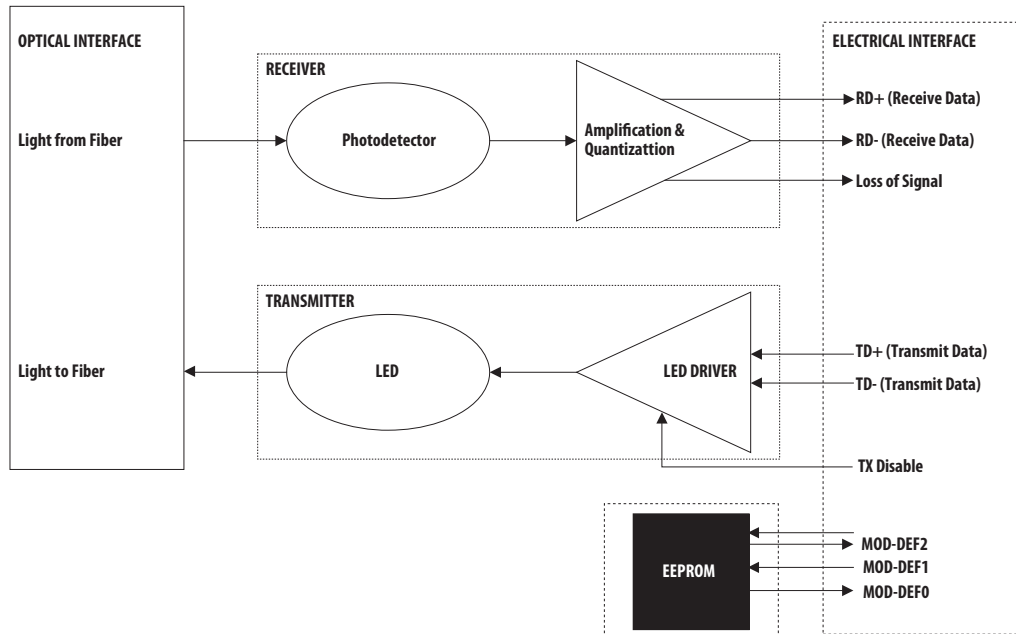 OPTICAL INTERFACE
ELECTRICAL INTERFACE
RECEIVER
Light from Fiber
Photodetector
Amplification &
Quantizattion
RD+ (Receive Data)
RD- (Receive Data)
Loss of Signal
TRANSMITTER
Light to Fiber
LED
LED DRIVER
TD+ (Transmit Data)
TD- (Transmit Data)
TX Disable
EEPROM
MOD-DEF2
MOD-DEF1
MOD-DEF0